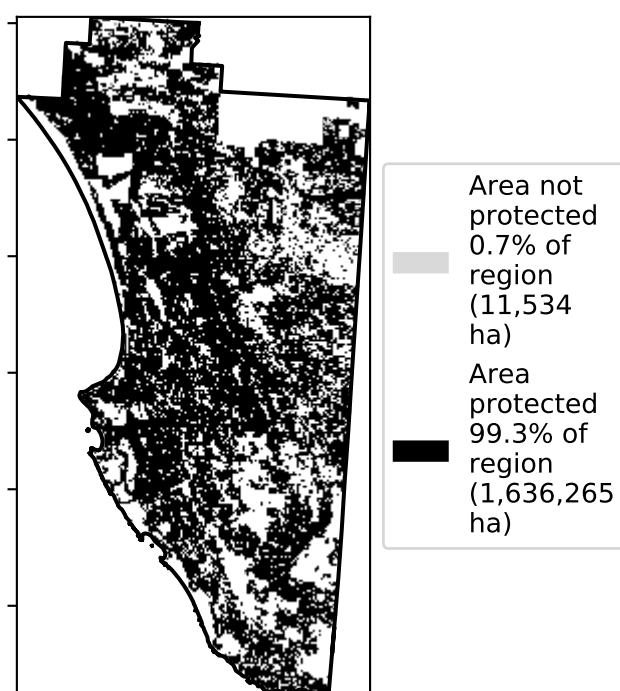 Area not
protected
0.7% of
region
(11,534
ha)
Area
protected
99.3% of
region
(1,636,265
ha)